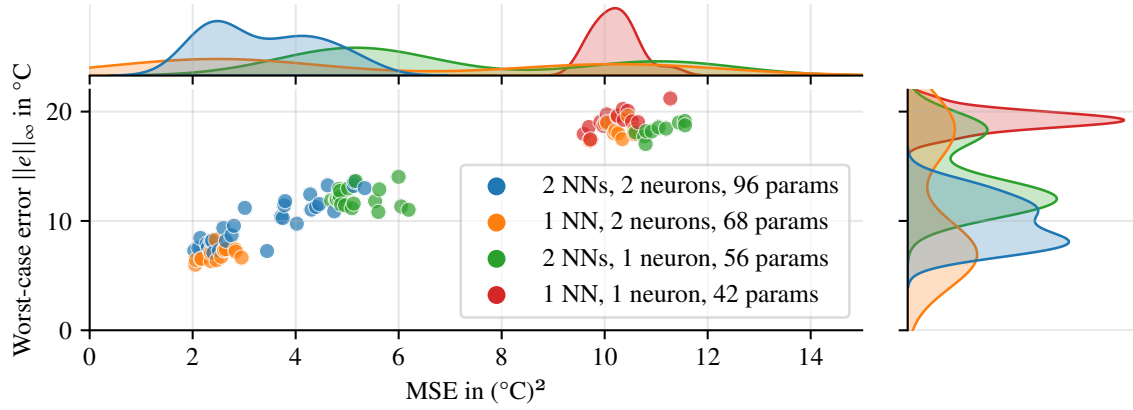 Worst-case error ||e||∞ in °C
20
10
0
2 NNs, 2 neurons, 96 params
1 NN, 2 neurons, 68 params
2 NNs, 1 neuron, 56 params
1 NN, 1 neuron, 42 params
0 2 4 6 8 10 12 14
MSE in (°C)²